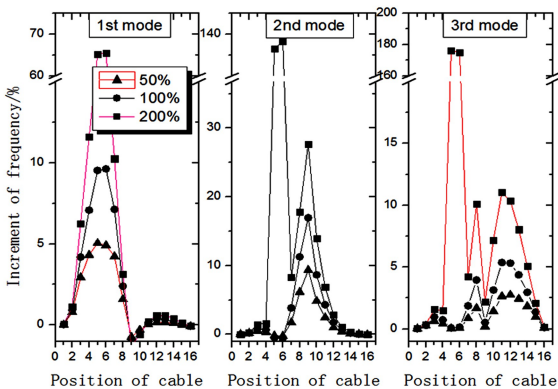 1st mode
2nd mode
3rd mode
50%
100%
200%
Increment of frequency/%
70
65
60
10
5
0
140
30
20
10
0
200
180
160
15
10
5
0
0 2 4 6 8 10 12 14 16
0 2 4 6 8 10 12 14 16
0 2 4 6 8 10 12 14 16
Position of cable
Position of cable
Position of cable